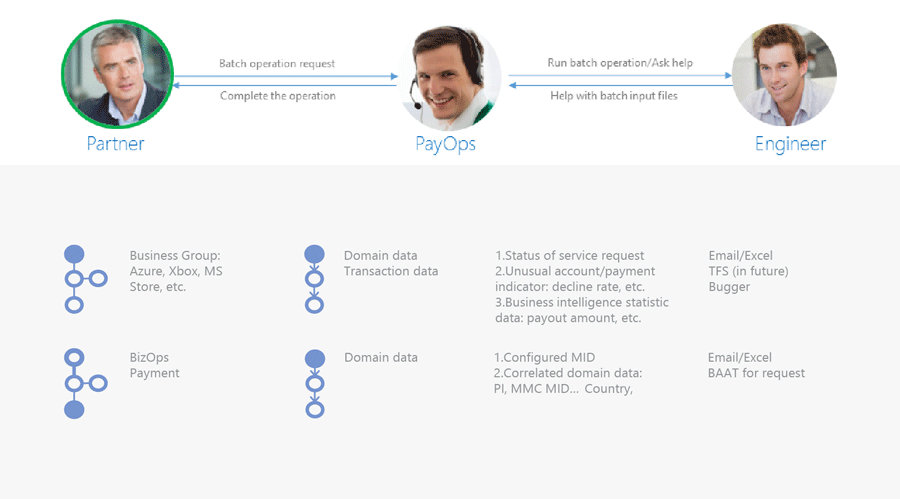 Batch operation request
Complete the operation
Run batch operation/Ask help
Help with batch input files
Partner
PayOps
Engineer
Business Group:
Azure, Xbox, MS
Store, etc.
Domain data
Transaction data
1.Status of service request
2.Unusual account/payment
indicator: decline rate, etc.
3.Business intelligence statistic
data: payout amount, etc.
Email/Excel
TFS (in future)
Bugger
BizOps
Payment
Domain data
1.Configured MID
2.Correlated domain data:
PI, MMC MID... Country,
Email/Excel
BAAT for request